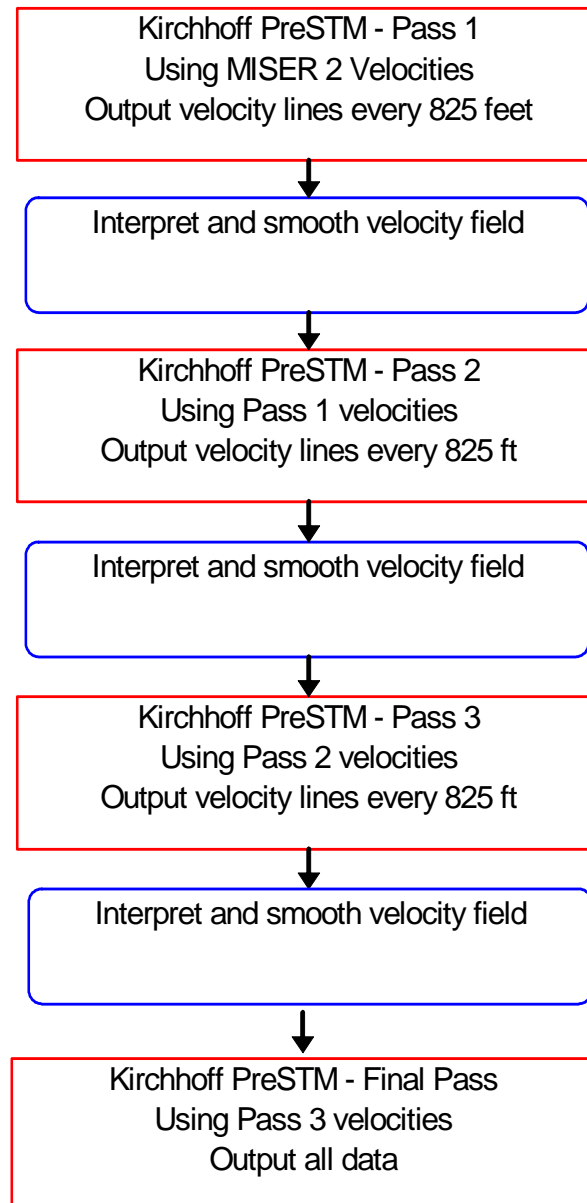 Kirchhoff PreSTM - Pass 1
Using MISER 2 Velocities
Output velocity lines every 825 feet
Interpret and smooth velocity field
Kirchhoff PreSTM - Pass 2
Using Pass 1 velocities
Output velocity lines every 825 ft
Interpret and smooth velocity field
Kirchhoff PreSTM - Pass 3
Using Pass 2 velocities
Output velocity lines every 825 ft
Interpret and smooth velocity field
Kirchhoff PreSTM - Final Pass
Using Pass 3 velocities
Output all data